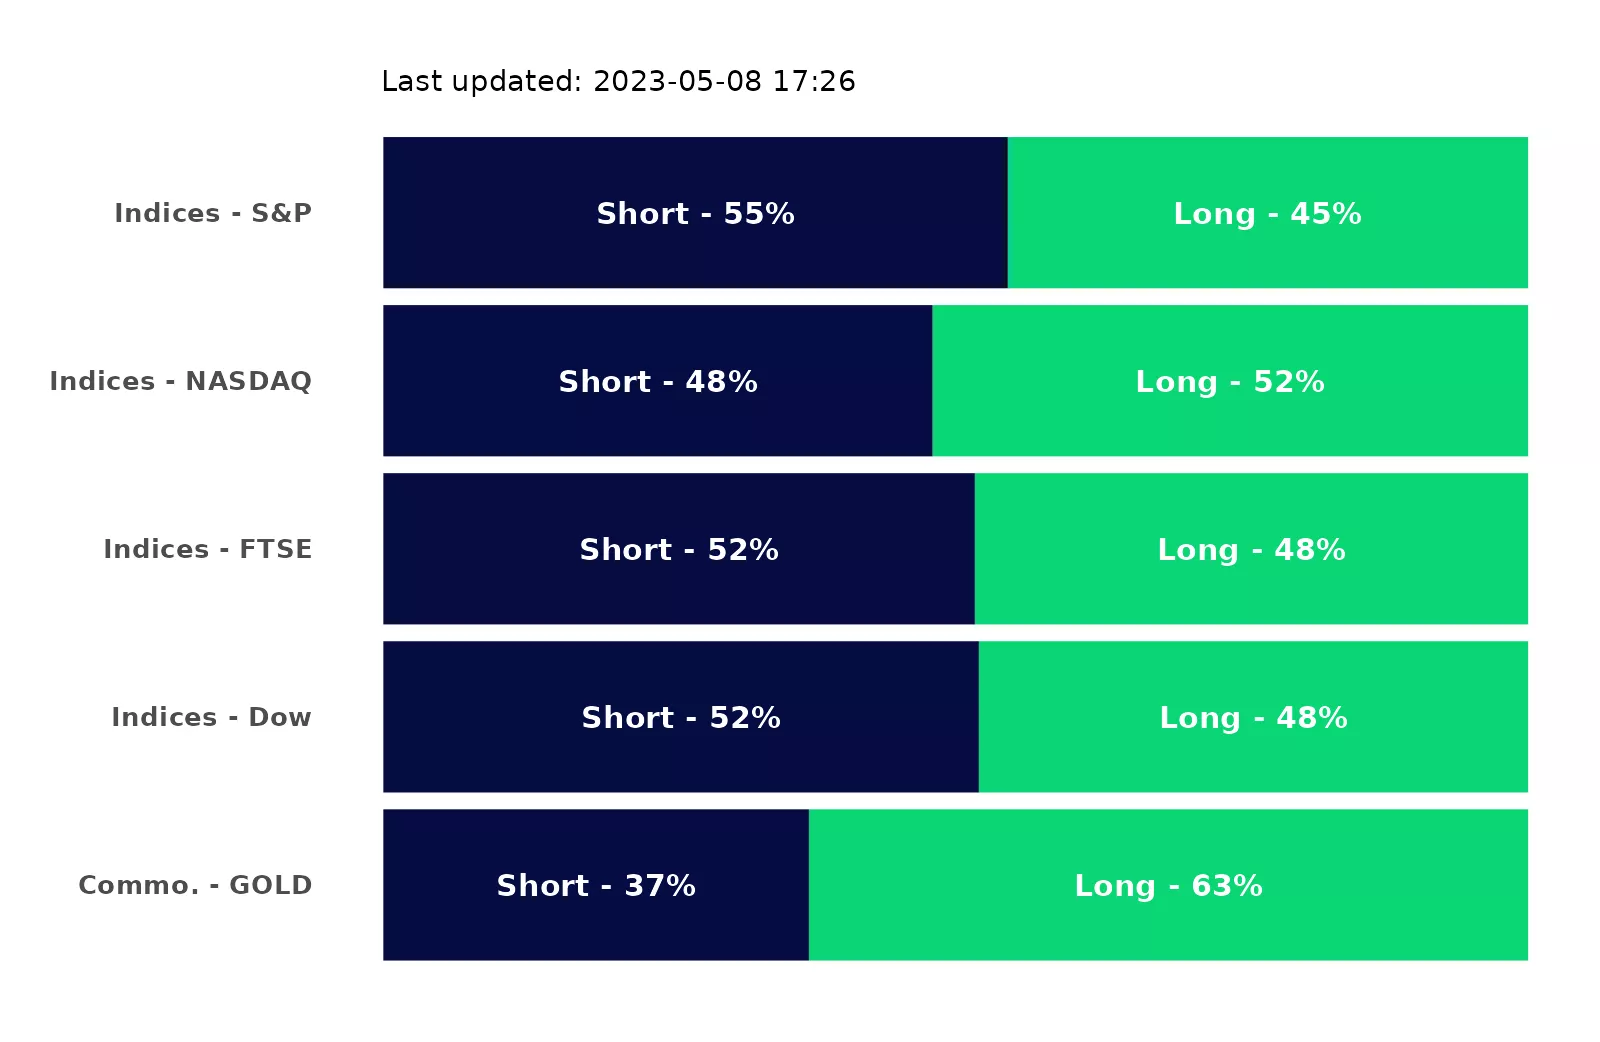 Last updated: 2023-05-08 17:26
Indices - S&P Short - 55% Long - 45%
Indices - NASDAQ Short - 48% Long - 52%
Indices - FTSE Short - 52% Long - 48%
Indices - Dow Short - 52% Long - 48%
Commo. - GOLD Short - 37% Long - 63%